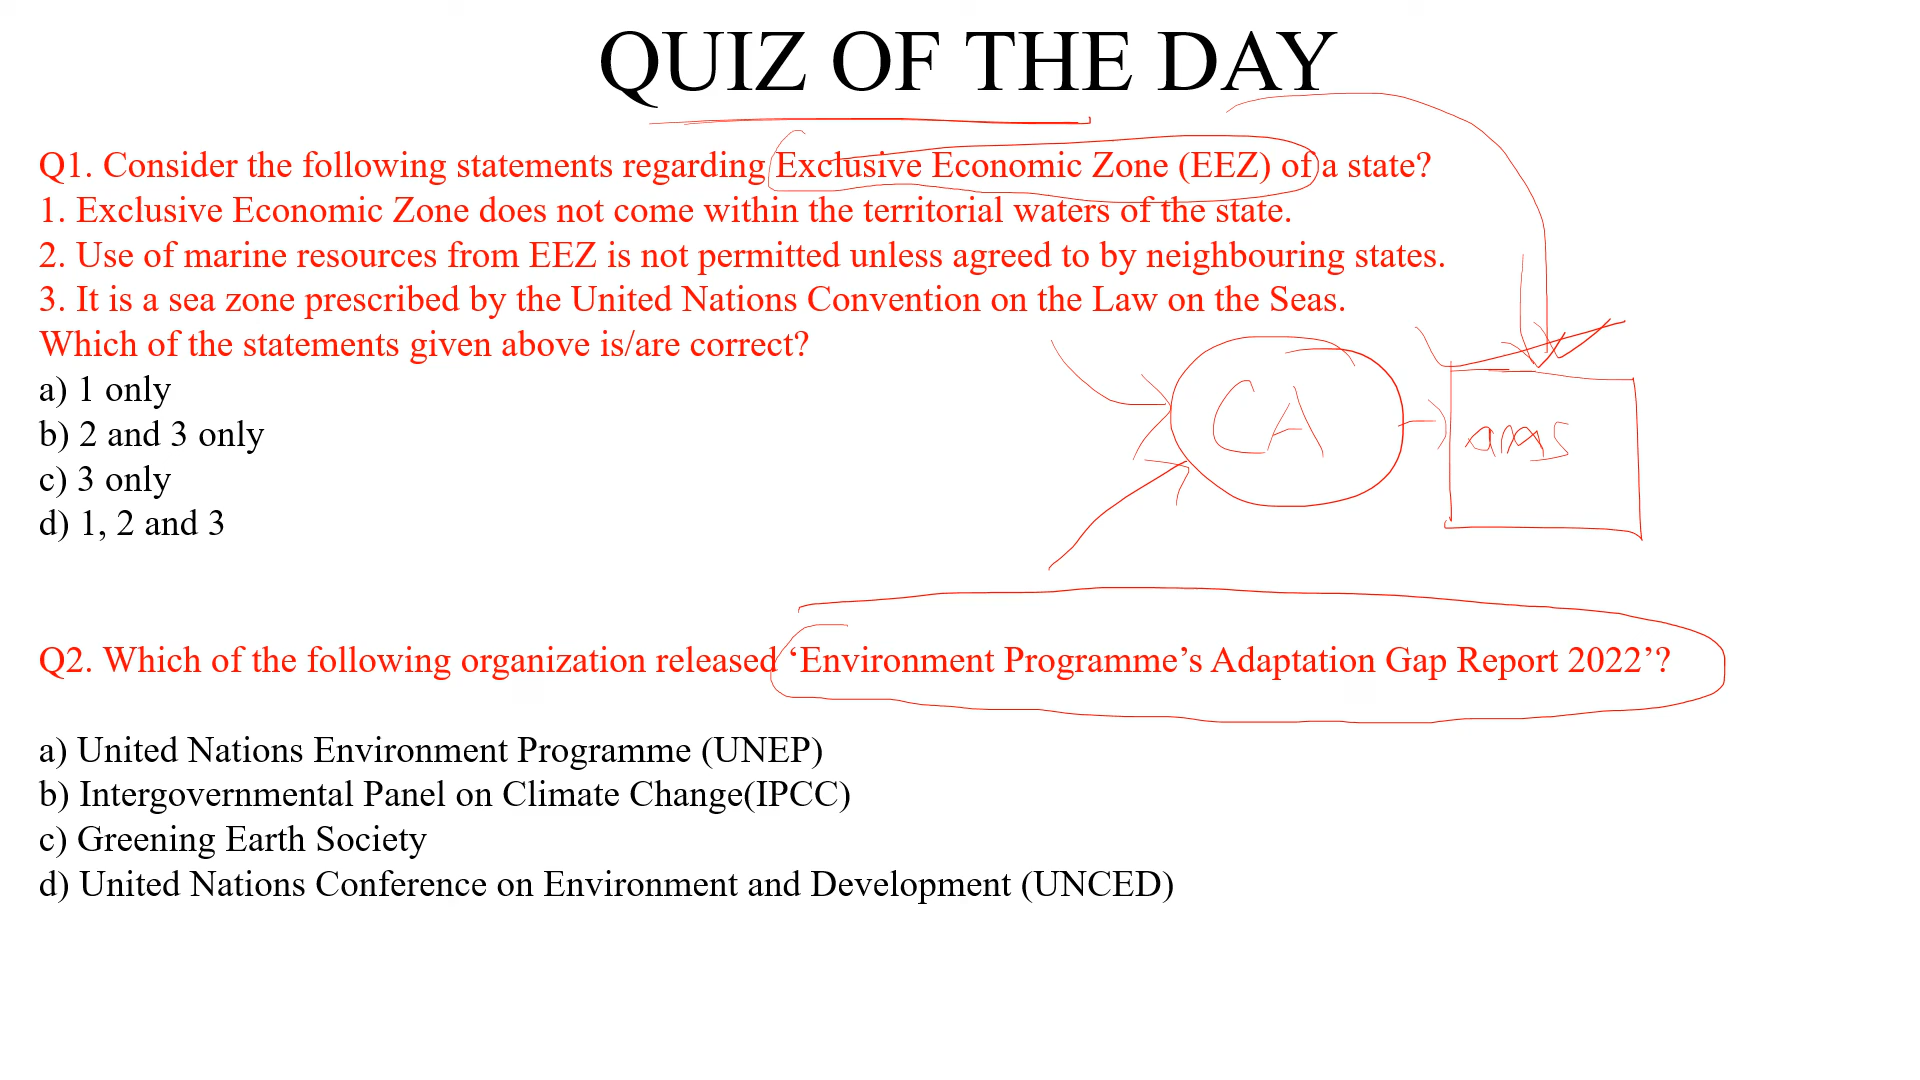 QUIZ OF THE DAY
Q1. Consider the following statements regarding Exclusive Economic Zone (EEZ) of a state?
1. Exclusive Economic Zone does not come within the territorial waters of the state.
2. Use of marine resources from EEZ is not permitted unless agreed to by neighbouring states.
3. It is a sea zone prescribed by the United Nations Convention on the Law on the Seas.
Which of the statements given above is/are correct?
a) 1 only
b) 2 and 3 only
c) 3 only
d) 1, 2 and 3
CA
Q2. Which of the following organization released ‘Environment Programme’s Adaptation Gap Report 2022’?
a) United Nations Environment Programme (UNEP)
b) Intergovernmental Panel on Climate Change(IPCC)
c) Greening Earth Society
d) United Nations Conference on Environment and Development (UNCED)